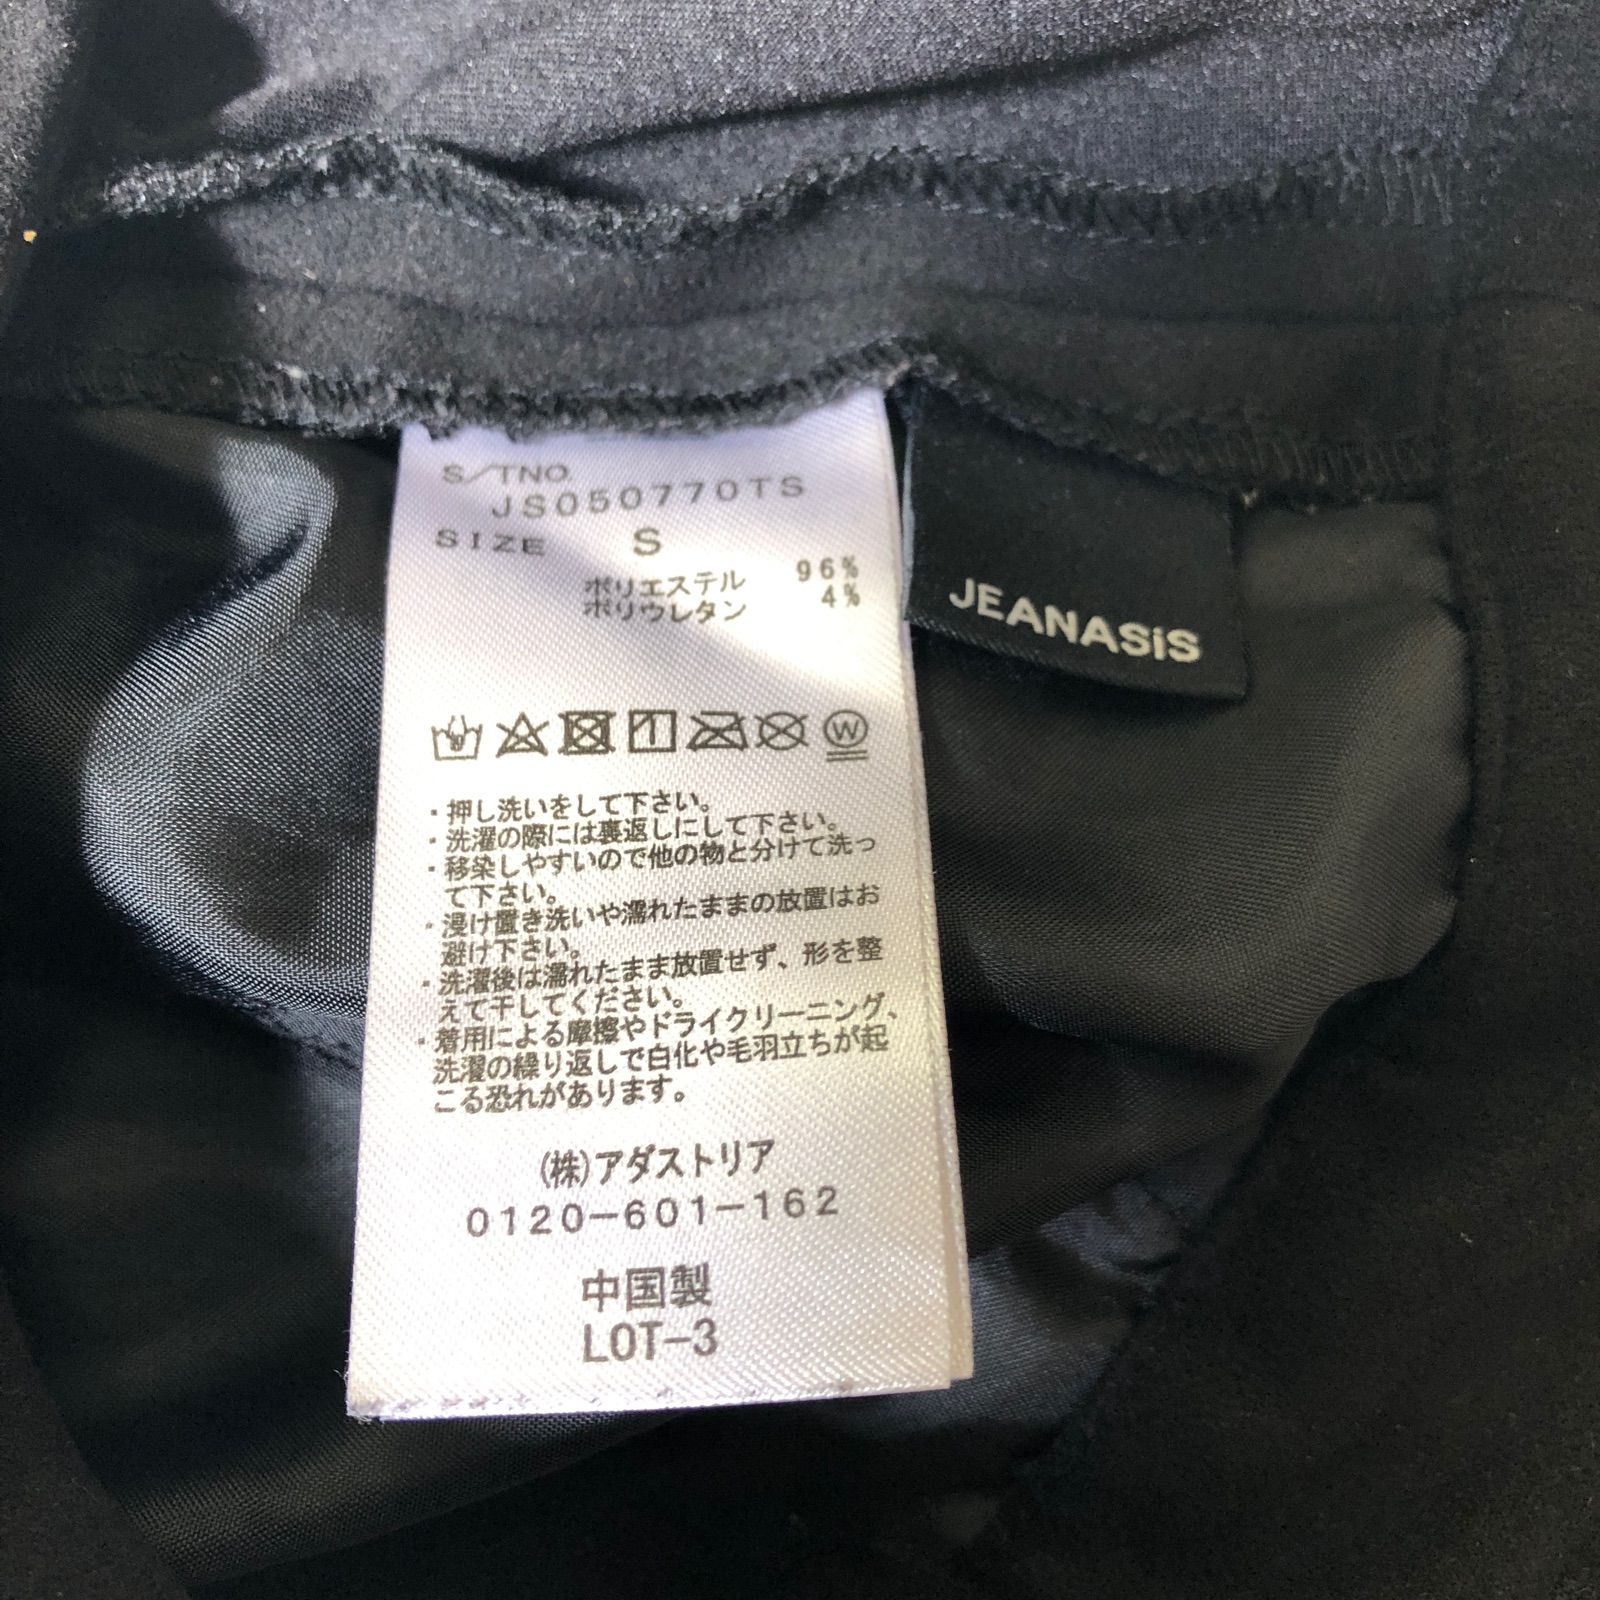 S/TNO.
JS050770TS
SIZE S
ポリエステル 96%
ポリウレタン 4%
JEANASiS
W
・押し洗いをして下さい。
・洗濯の際には裏返しにして下さい。
・移染しやすいので他の物と分けて洗っ
て下さい。
・浸け置き洗いや濡れたままの放置はお
避け下さい。
・洗濯後は濡れたまま放置せず、形を整
えて干してください。
・着用による摩擦やドライクリーニング、
洗濯の繰り返しで白化や毛羽立ちが起
こる恐れがあります。
(株)アダストリア
0120-601-162
中国製
LOT-3